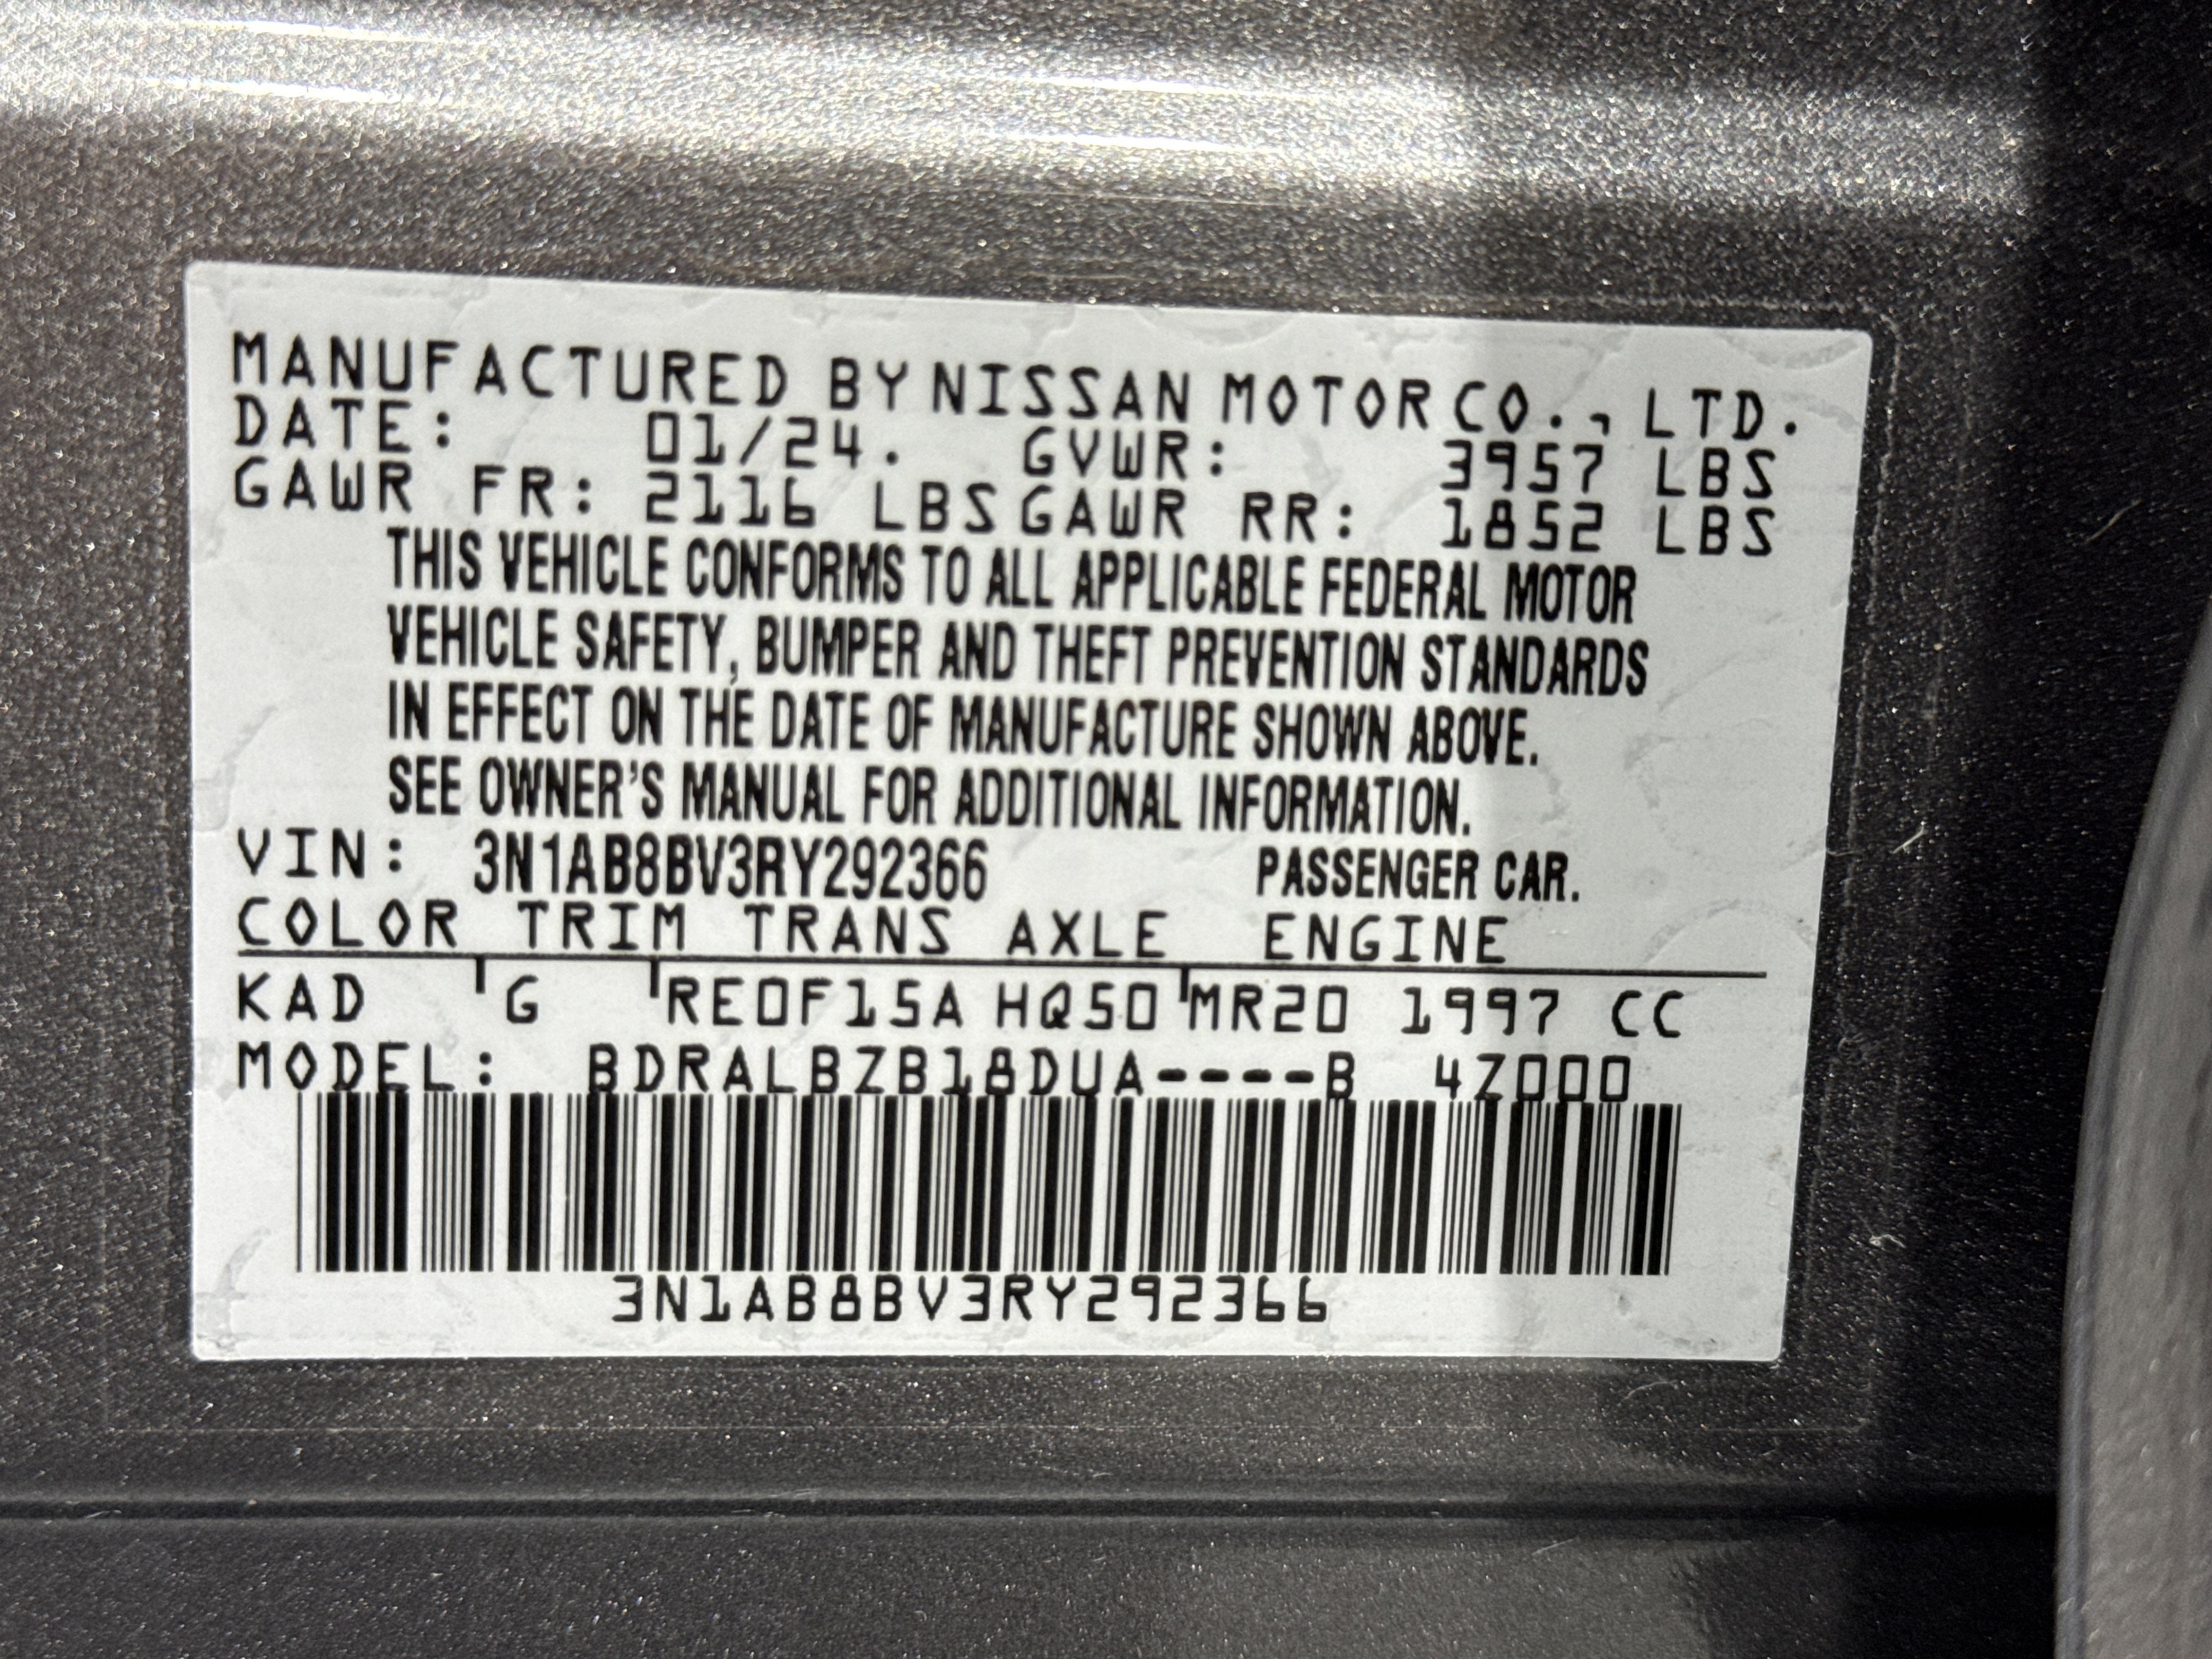 MANUFACTURED BY NISSAN MOTOR CO., LTD.
DATE: 01/24. GVWR: 3957 LBS
GAWR FR: 2116 LBS GAWR RR: 1852 LBS
THIS VEHICLE CONFORMS TO ALL APPLICABLE FEDERAL MOTOR
VEHICLE SAFETY, BUMPER AND THEFT PREVENTION STANDARDS
IN EFFECT ON THE DATE OF MANUFACTURE SHOWN ABOVE.
SEE OWNER'S MANUAL FOR ADDITIONAL INFORMATION.
VIN: 3N1AB8BV3RY292366 PASSENGER CAR.
COLOR TRIM TRANS AXLE ENGINE
KAD G RE0F15A HQ50 MR20 1997 CC
MODEL: BDRALBZB18DUA----B 4Z000
3N1AB8BV3RY292366